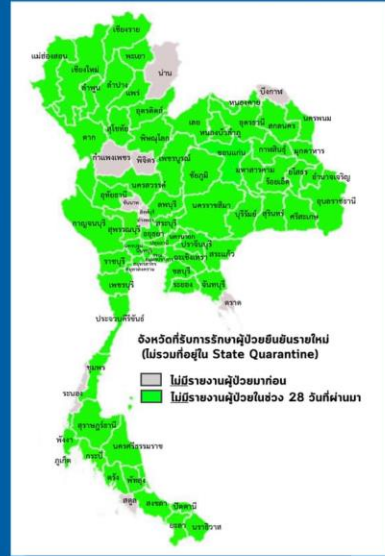 เชียงราย
แม่ฮ่องสอน
พะเยา
น่าน
เชียงใหม่
ลำปาง
ลำพูน
แพร่
อุตรดิตถ์
บึงกาฬ
หนองคาย
เลย
อุดรธานี
สกลนคร
นครพนม
สุโขทัย
หนองบัวลำภู
ตาก
พิษณุโลก
กำแพงเพชร
พิจิตร
เพชรบูรณ์
ขอนแก่น
กาฬสินธุ์
มุกดาหาร
ชัยภูมิ
มหาสารคาม
ร้อยเอ็ด
ยโสธร
อำนาจเจริญ
นครสวรรค์
อุทัยธานี
ชัยนาท
ลพบุรี
นครราชสีมา
บุรีรัมย์
สุรินทร์
ศรีสะเกษ
อุบลราชธานี
กาญจนบุรี
สุพรรณบุรี
อยุธยา
สระบุรี
ปราจีนบุรี
สระแก้ว
ราชบุรี
ฉะเชิงเทรา
ชลบุรี
เพชรบุรี
ระยอง
จันทบุรี
ตราด
ประจวบคีรีขันธ์
จังหวัดที่รับการรักษาผู้ป่วยยืนยันรายใหม่
(ไม่รวมที่อยู่ใน State Quarantine)
ไม่มีรายงานผู้ป่วยมาก่อน
ไม่มีรายงานผู้ป่วยในช่วง 28 วันที่ผ่านมา
ชุมพร
ระนอง
สุราษฎร์ธานี
พังงา
นครศรีธรรมราช
ภูเก็ต
กระบี่
ตรัง
พัทลุง
สตูล
สงขลา
ปัตตานี
ยะลา
นราธิวาส